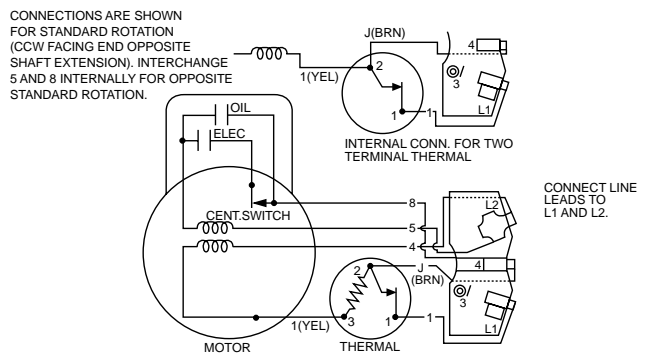 CONNECTIONS ARE SHOWN
FOR STANDARD ROTATION
(CCW FACING END OPPOSITE
SHAFT EXTENSION). INTERCHANGE
5 AND 8 INTERNALLY FOR OPPOSITE
STANDARD ROTATION.
J(BRN)
1(YEL)
2
1
1
4
3
L1
INTERNAL CONN. FOR TWO
TERMINAL THERMAL
OIL
ELEC
CENT.SWITCH
8
5
4
L2
CONNECT LINE
LEADS TO
L1 AND L2.
J
(BRN)
4
3
L1
2
3
1
1
1(YEL)
MOTOR
THERMAL